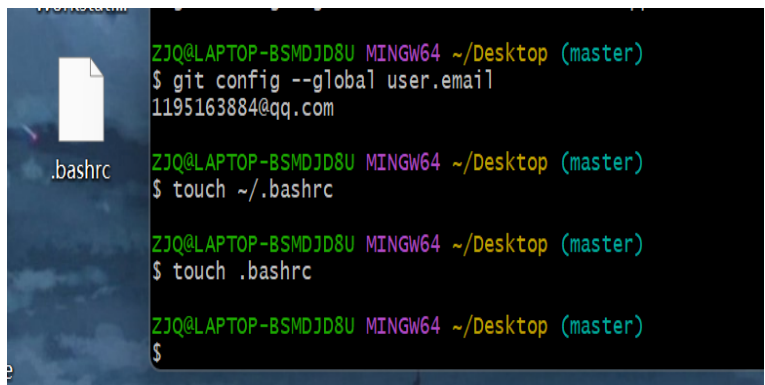 ZJQ@LAPTOP-BSMDJD8U MINGW64 ~/Desktop (master)
$ git config --global user.email
1195163884@qq.com
.bashrc
ZJQ@LAPTOP-BSMDJD8U MINGW64 ~/Desktop (master)
$ touch ~/.bashrc
ZJQ@LAPTOP-BSMDJD8U MINGW64 ~/Desktop (master)
$ touch .bashrc
ZJQ@LAPTOP-BSMDJD8U MINGW64 ~/Desktop (master)
$